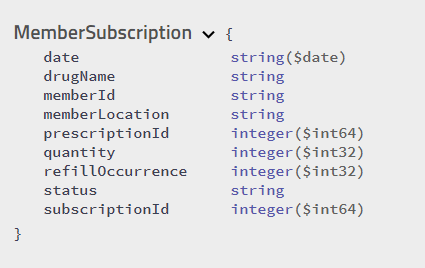 MemberSubscription {
date string($date)
drugName string
memberId string
memberLocation string
prescriptionId integer($int64)
quantity integer($int32)
refillOccurrence integer($int32)
status string
subscriptionId integer($int64)
}